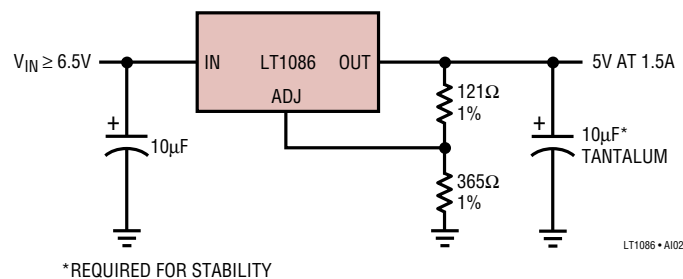 V_IN ≥ 6.5V
IN LT1086 OUT
ADJ
5V AT 1.5A
121Ω
1%
+
10µF
365Ω
1%
+
10µF*
TANTALUM
*REQUIRED FOR STABILITY
LT1086 • AI02